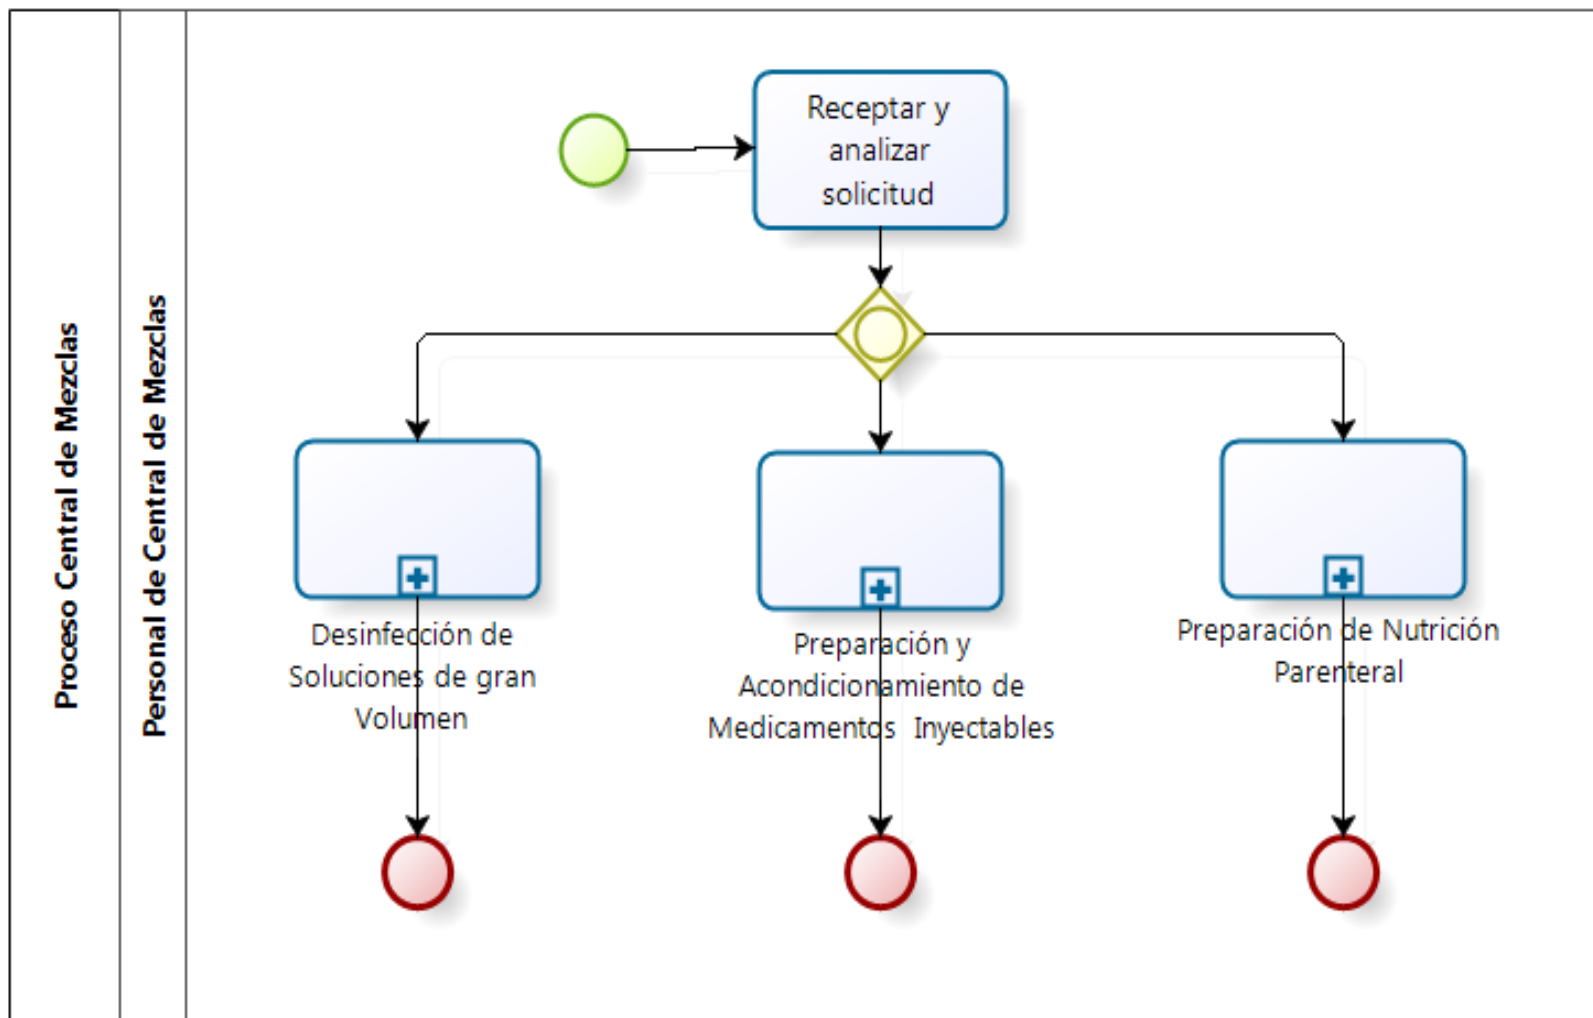 Proceso Central de Mezclas
Personal de Central de Mezclas
Receptar y
analizar
solicitud
Desinfección de
Soluciones de gran
Volumen
Preparación y
Acondicionamiento de
Medicamentos  Inyectables
Preparación de Nutrición
Parenteral